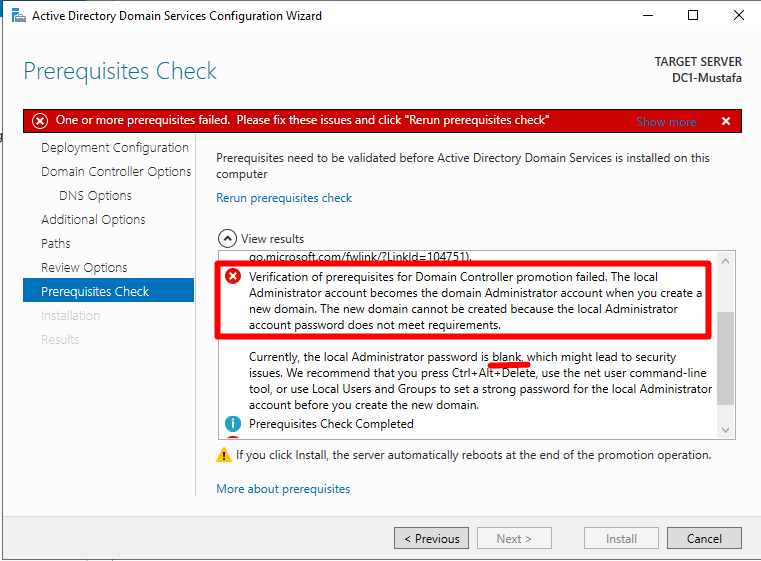 Active Directory Domain Services Configuration Wizard
Prerequisites Check
TARGET SERVER
DC1-Mustafa
One or more prerequisites failed. Please fix these issues and click "Rerun prerequisites check"
Show more
Deployment Configuration
Domain Controller Options
DNS Options
Additional Options
Paths
Review Options
Prerequisites Check
Installation
Results
Prerequisites need to be validated before Active Directory Domain Services is installed on this
computer
Rerun prerequisites check
View results
go.microsoft.com/fwlink/?LinkId=104751).
Verification of prerequisites for Domain Controller promotion failed. The local
Administrator account becomes the domain Administrator account when you create a
new domain. The new domain cannot be created because the local Administrator
account password does not meet requirements.
Currently, the local Administrator password is blank, which might lead to security
issues. We recommend that you press Ctrl+Alt+Delete, use the net user command-line
tool, or use Local Users and Groups to set a strong password for the local Administrator
account before you create the new domain.
Prerequisites Check Completed
If you click Install, the server automatically reboots at the end of the promotion operation.
More about prerequisites
< Previous
Next >
Install
Cancel